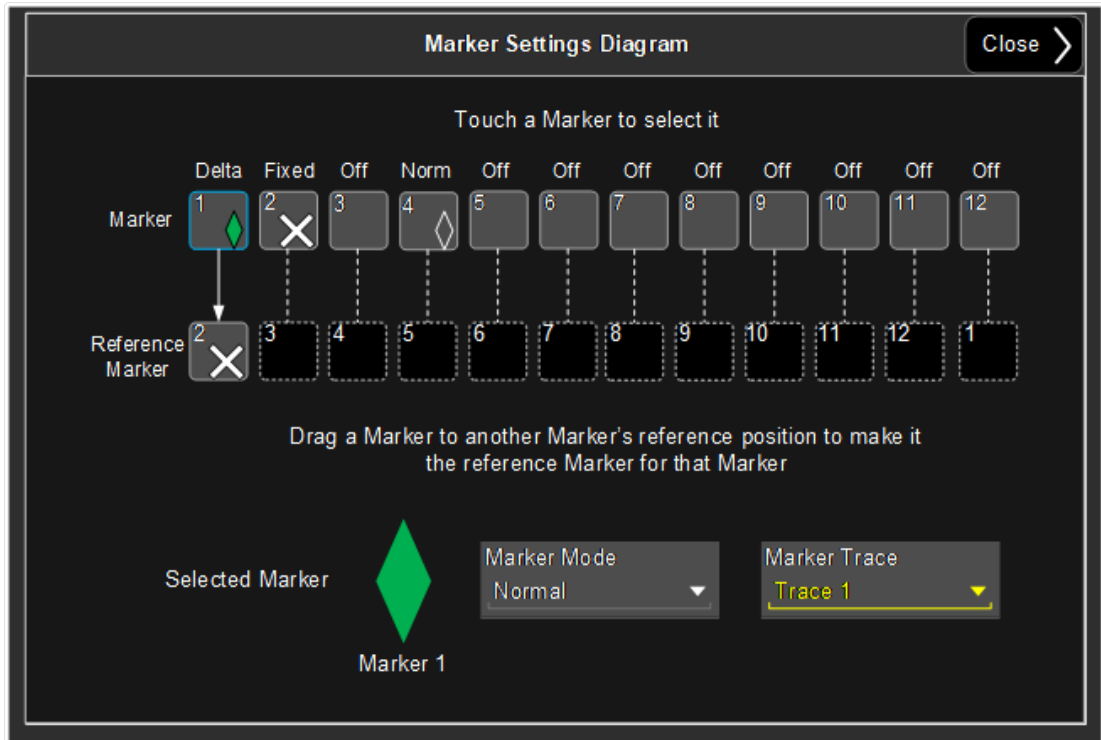 Marker Settings Diagram
Close
Touch a Marker to select it
Delta Fixed Off Norm Off Off Off Off Off Off Off Off
Marker 1 2 3 4 5 6 7 8 9 10 11 12
Reference Marker 2 3 4 5 6 7 8 9 10 11 12 1
Drag a Marker to another Marker's reference position to make it
the reference Marker for that Marker
Selected Marker
Marker 1
Marker Mode
Normal
Marker Trace
Trace 1